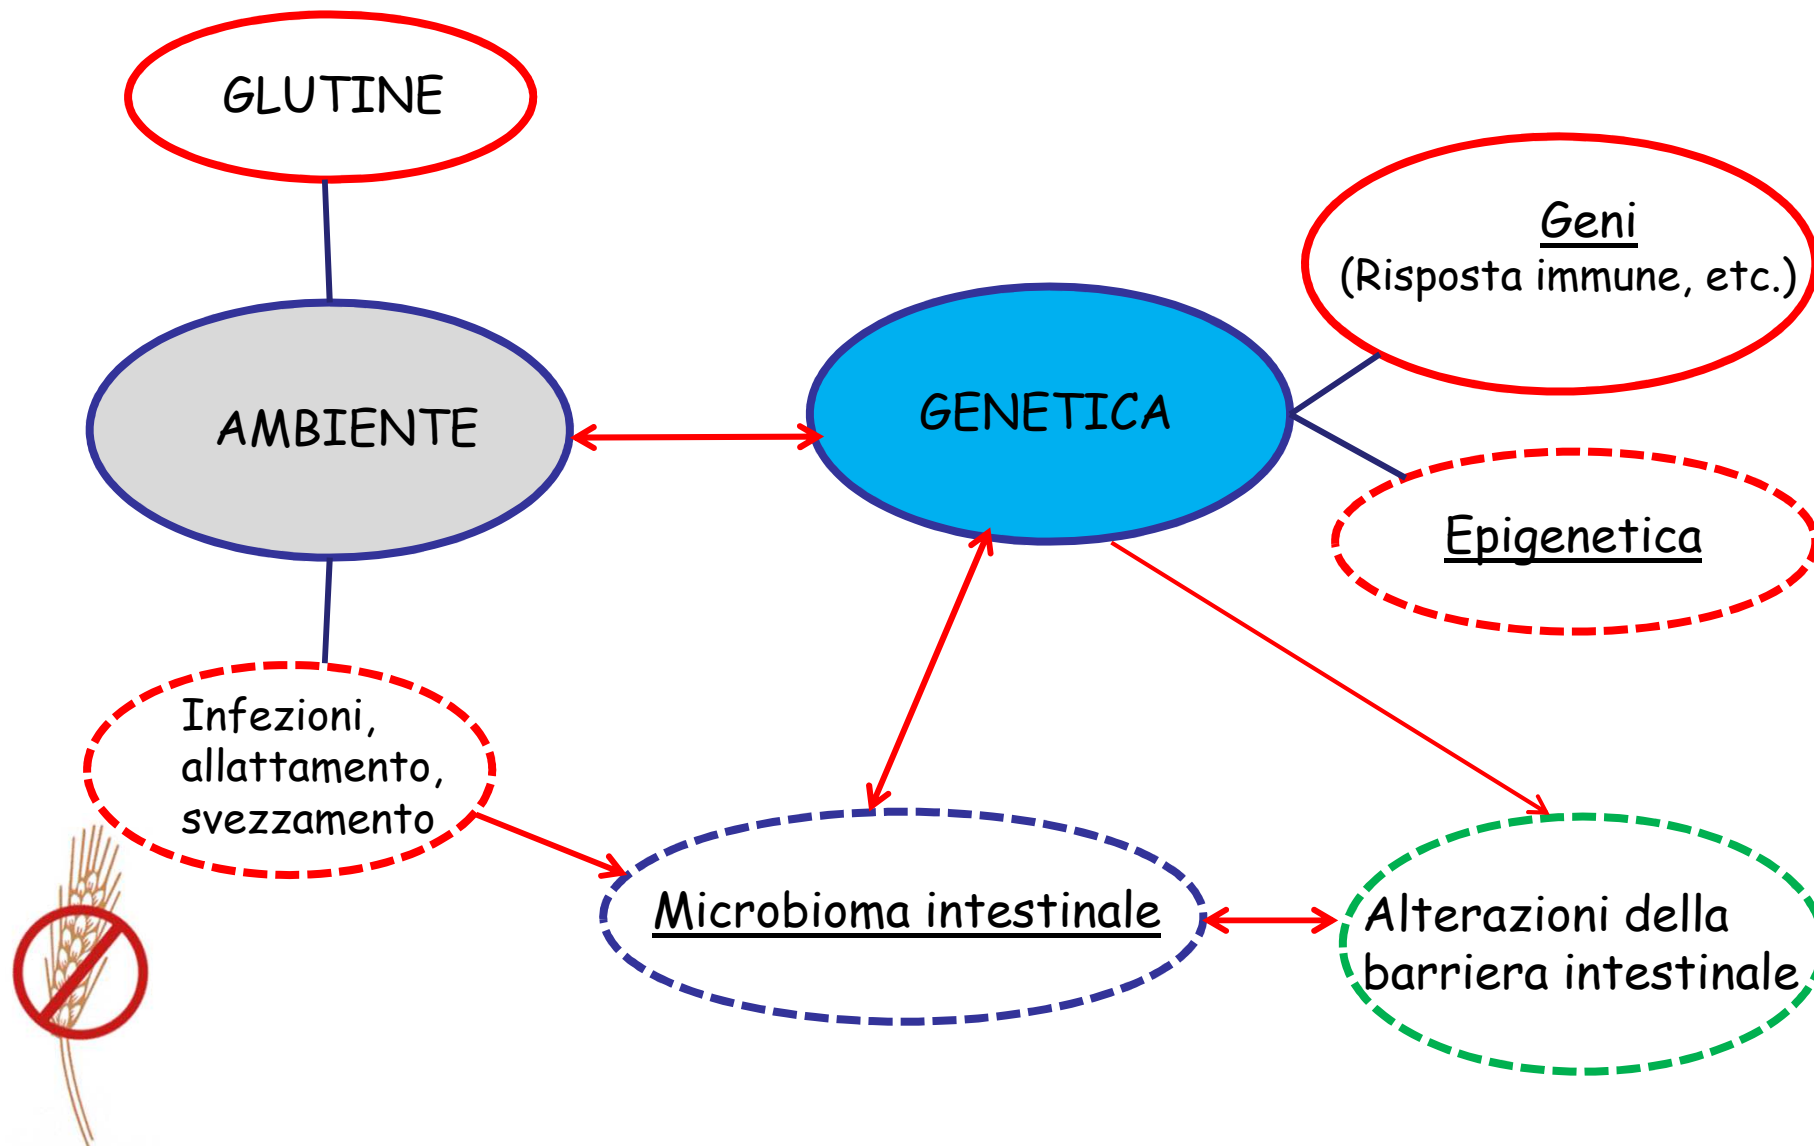 GLUTINE
Geni
(Risposta immune, etc.)
AMBIENTE
GENETICA
Epigenetica
Infezioni,
allattamento,
svezzamento
Microbioma intestinale
Alterazioni della
barriera intestinale